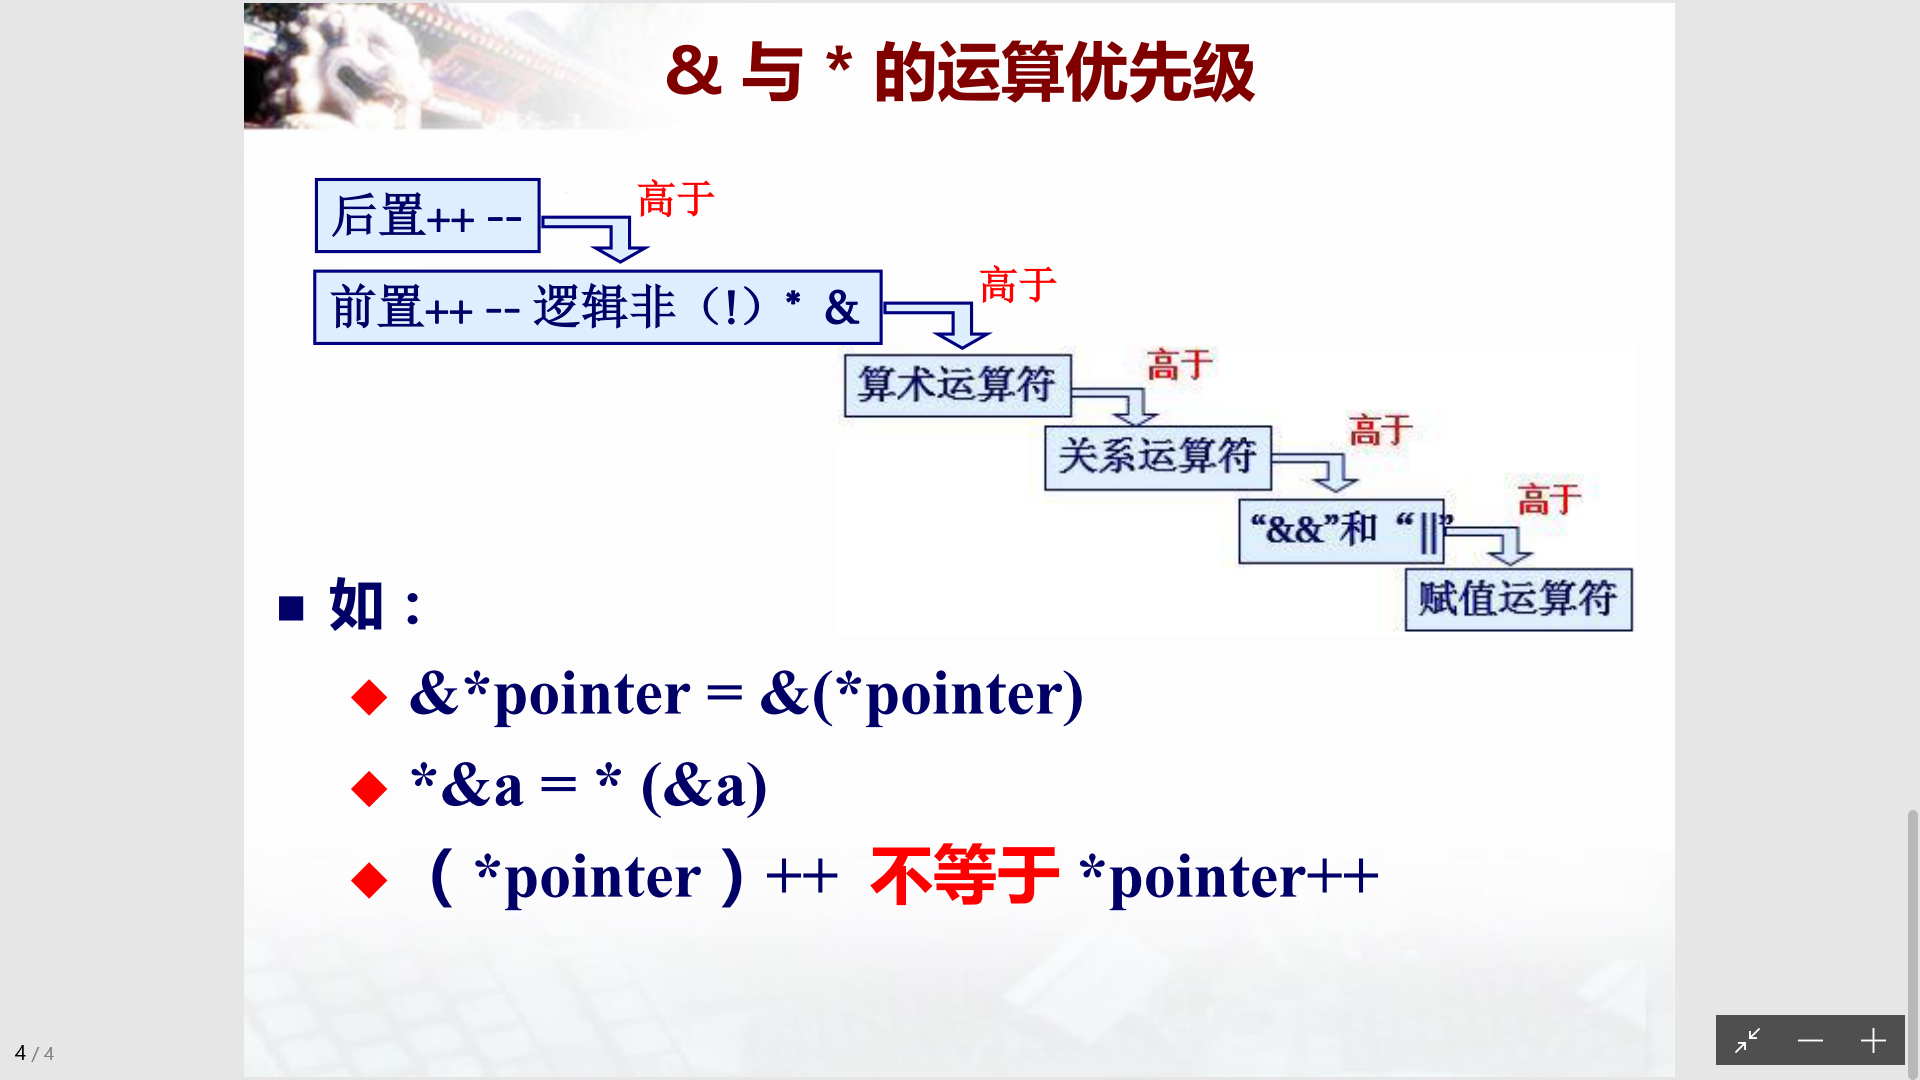 & 与 * 的运算优先级
后置++ --
高于
前置++ -- 逻辑非（!）* &
高于
算术运算符
高于
关系运算符
高于
“&&”和“||”
高于
赋值运算符
如：
&*pointer = &(*pointer)
*&a = * (&a)
（*pointer）++ 不等于 *pointer++
4 / 4